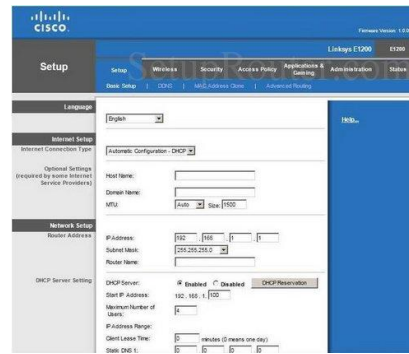 CISCO
Firmware Version: 1.0.0
Linksys E1200 E1200
Setup
Setup Wireless Security Access Policy Applications & Gaming Administration Status
Basic Setup | DDNS | MAC Address Clone | Advanced Routing
SetupRouter.com
Language
English
Help...
Internet Setup
Internet Connection Type
Automatic Configuration - DHCP
Optional Settings
(required by some Internet
Service Providers)
Host Name:
Domain Name:
MTU: Auto Size: 1500
Network Setup
Router Address
IP Address: 192 . 168 . 1 . 1
Subnet Mask: 255.255.255.0
Router Name:
DHCP Server Setting
DHCP Server: Enabled Disabled DHCP Reservation
Start IP Address: 192 . 168 . 1. 100
Maximum Number of
Users: 4
IP Address Range:
Client Lease Time: 0 minutes (0 means one day)
Static DNS 1: 0 0 0 0